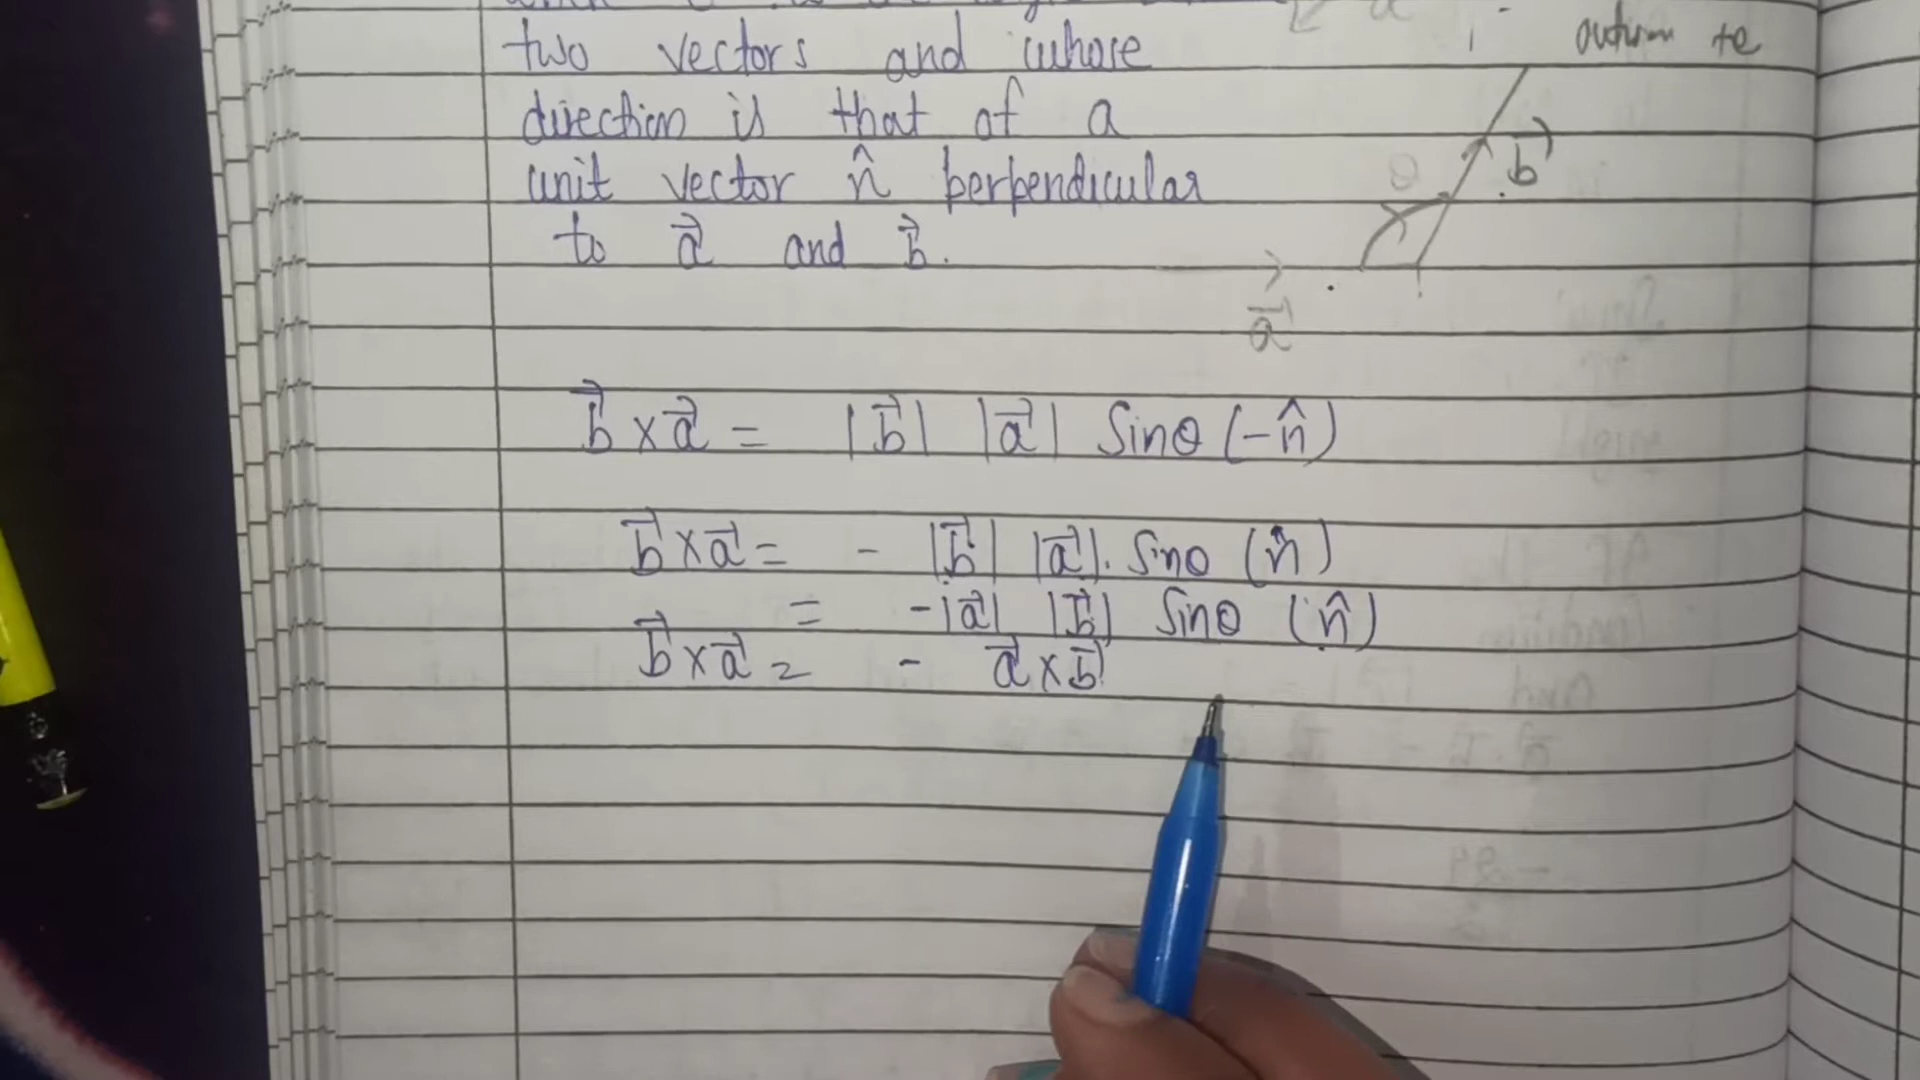 two vectors and whose
direction is that of a
unit vector n̂ perpendicular
to a⃗ and b⃗.
θ
b⃗
a⃗
b⃗ × a⃗ = |b⃗| |a⃗| Sinθ (-n̂)
b⃗ × a⃗ = - |b⃗| |a⃗|. Sinθ (n̂)
= -|a⃗| |b⃗| Sinθ (n̂)
b⃗ × a⃗ = - a⃗ × b⃗